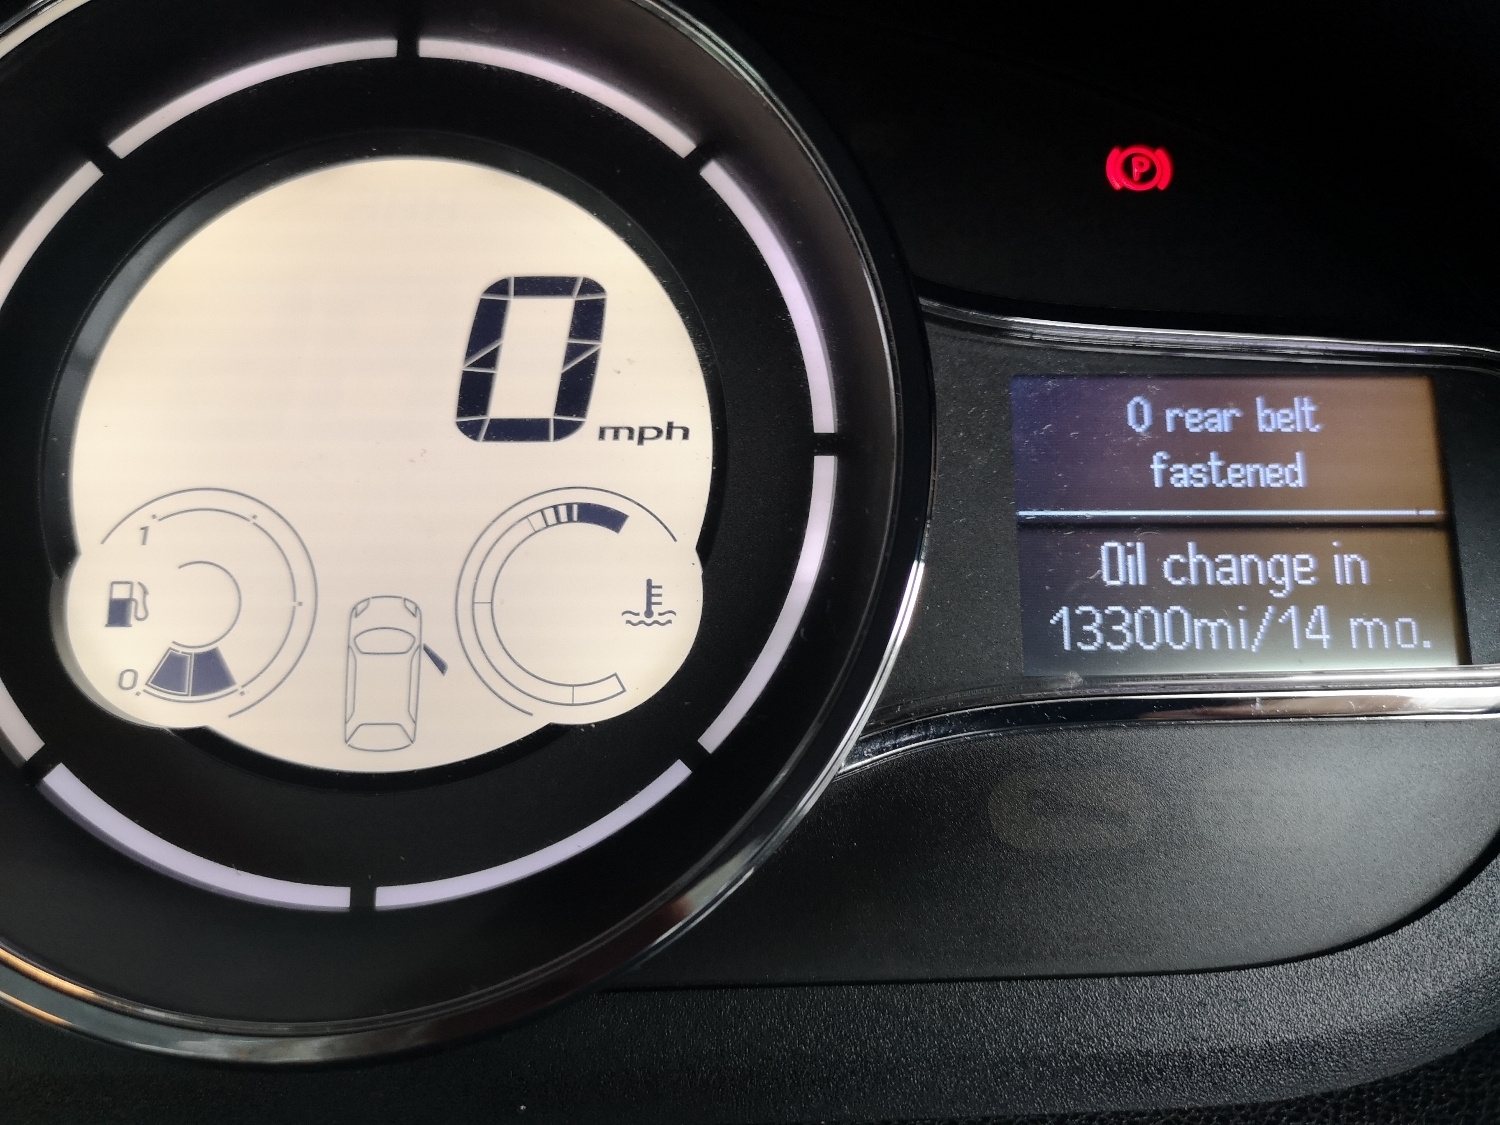 0
mph
1
0
P
0 rear belt
fastened
Oil change in
13300mi/14 mo.